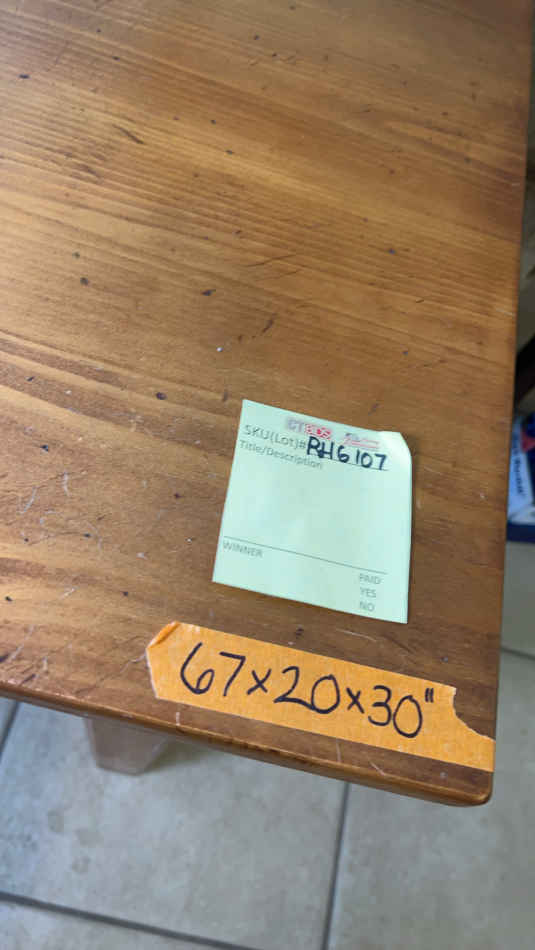 CTBIDS
SKU(Lot)# RH6107
Title/Description
WINNER
PAID
YES
NO
67x20x30"